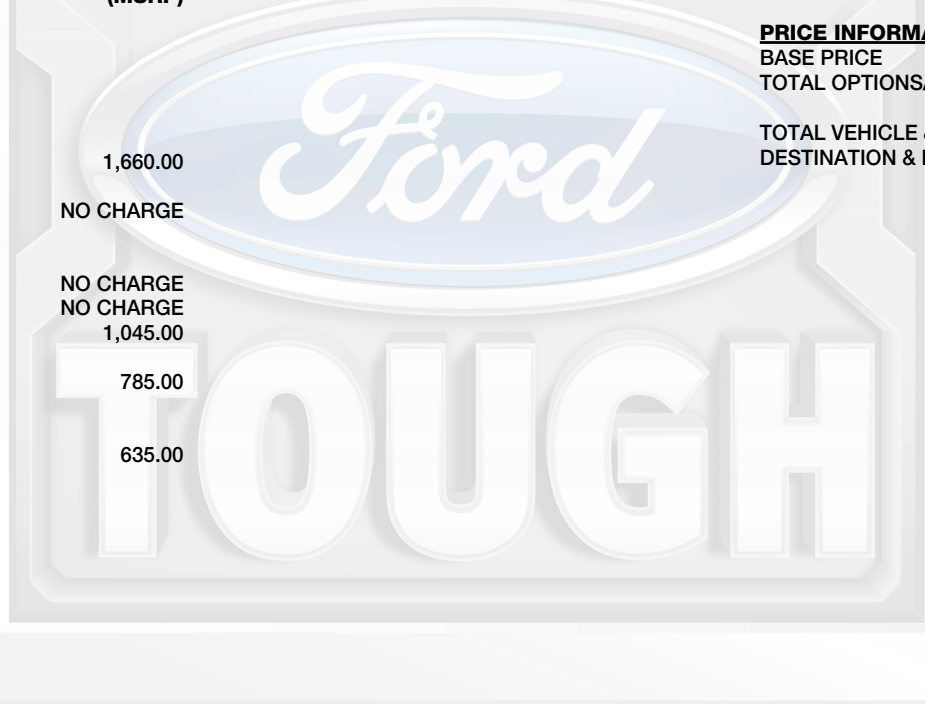 (MSRP)
1,660.00
NO CHARGE
NO CHARGE
NO CHARGE
1,045.00
785.00
635.00
PRICE INFORMA
BASE PRICE
TOTAL OPTIONS/
TOTAL VEHICLE &
DESTINATION &
Ford
TOUGH